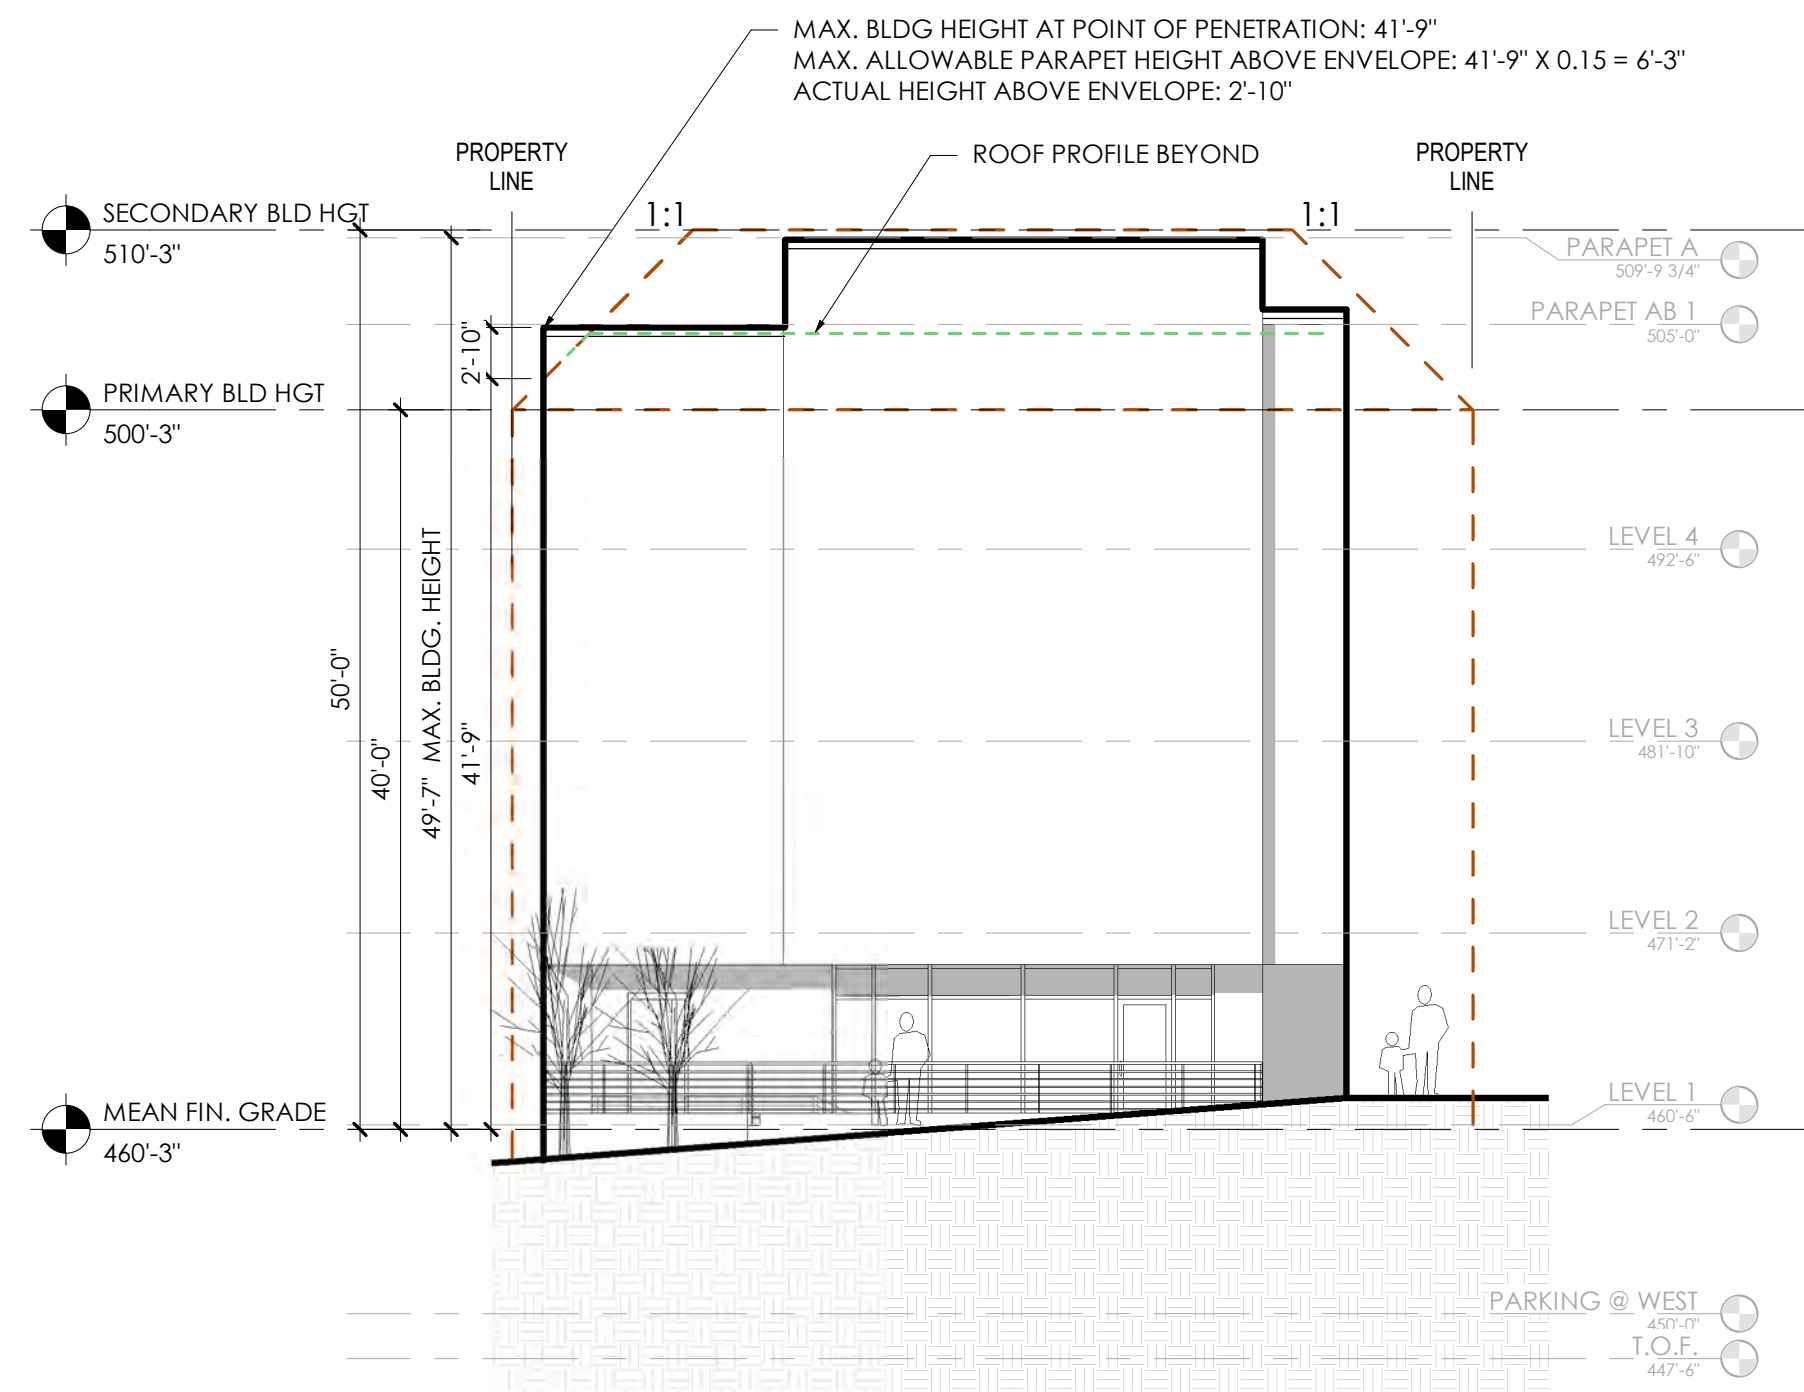 MAX. BLDG HEIGHT AT POINT OF PENETRATION: 41'-9"
MAX. ALLOWABLE PARAPET HEIGHT ABOVE ENVELOPE: 41'-9" X 0.15 = 6'-3"
ACTUAL HEIGHT ABOVE ENVELOPE: 2'-10"
PROPERTY
LINE
ROOF PROFILE BEYOND
PROPERTY
LINE
SECONDARY BLD HGT
510'-3"
1:1
1:1
PARAPET A
509'-9 3/4"
PARAPET AB 1
505'-0"
2'-10"
PRIMARY BLD HGT
500'-3"
LEVEL 4
492'-6"
50'-0"
40'-0"
49'-7" MAX. BLDG. HEIGHT
41'-9"
LEVEL 3
481'-10"
LEVEL 2
471'-2"
LEVEL 1
460'-6"
MEAN FIN. GRADE
460'-3"
PARKING @ WEST
450'-0"
T.O.F.
447'-6"